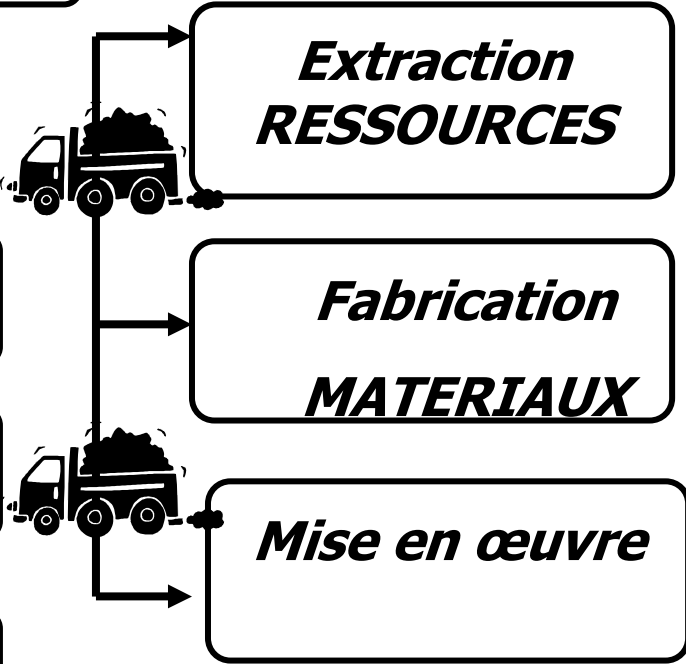 Extraction
RESSOURCES
Fabrication
MATERIAUX
Mise en œuvre